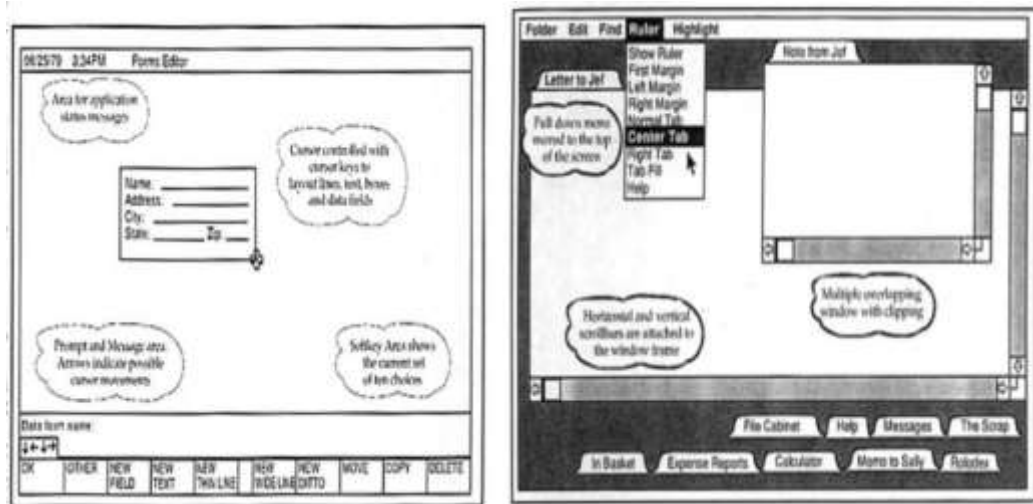 06/25/79 3:34PM Forms Editor
Area for application
status messages
Cursor controlled with
cursor keys to
layout lines, text, boxes
and data fields
Name:
Address:
City:
State: Zip:
Prompt and Message area.
Arrows indicate possible
cursor movements
Softkey Area shows
the current set
of ten choices
Data form name:
OK OTHER NEW FIELD NEW TEXT NEW THIN LINE NEW WIDE LINE NEW DITTO MOVE COPY DELETE
Folder Edit Find Ruler Highlight
Show Ruler
First Margin
Left Margin
Right Margin
Normal Tab
Center Tab
Right Tab
Tab Fill
Help
Note from Jef
Letter to Jef
Pull down menu
moved to the top
of the screen
Horizontal and vertical
scrollbars are attached to
the window frame
Multiple overlapping
window with clipping
File Cabinet Help Messages The Scrap
In Basket Expense Reports Calculator Memo to Sally Rolodex